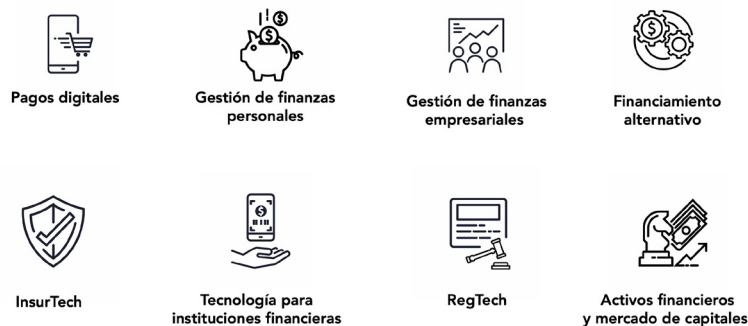 Pagos digitales
Gestión de finanzas
personales
Gestión de finanzas
empresariales
Financiamiento
alternativo
InsurTech
Tecnología para
instituciones financieras
RegTech
Activos financieros
y mercado de capitales